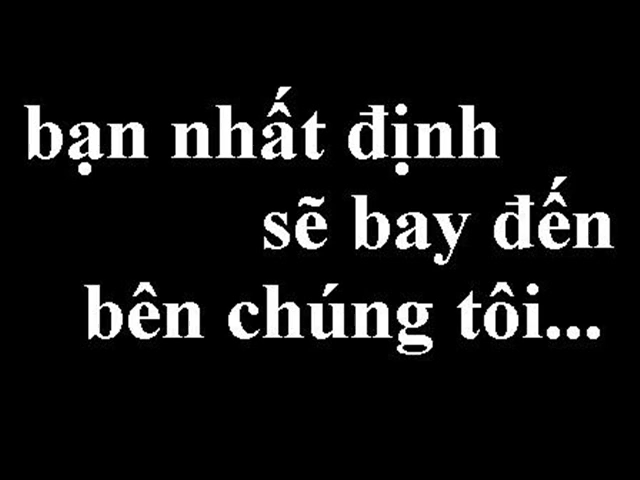 bạn nhất định
sẽ bay đến
bên chúng tôi...